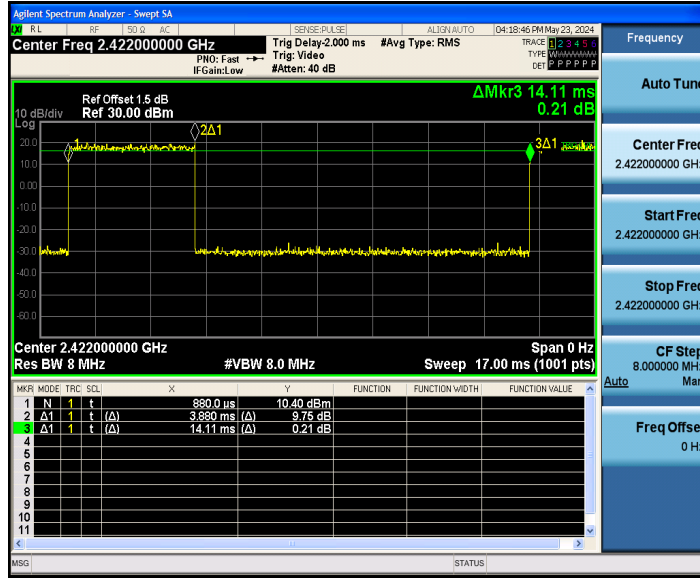 Agilent Spectrum Analyzer - Swept SA
LXI RL RF 50 Ω AC SENSE:PULSE ALIGN AUTO 04:18:46 PM May 23, 2024
Center Freq 2.422000000 GHz Trig Delay-2.000 ms #Avg Type: RMS TRACE 1 2 3 4 5 6
PNO: Fast Trig: Video TYPE W
IFGain:Low #Atten: 40 dB DET P P P P P P
ΔMkr3 14.11 ms
0.21 dB
Ref Offset 1.5 dB
10 dB/div Ref 30.00 dBm
Log
20.0
10.0
0.00
-10.0
-20.0
-30.0
-40.0
-50.0
-60.0
1
2Δ1
3Δ1
Center 2.422000000 GHz Span 0 Hz
Res BW 8 MHz #VBW 8.0 MHz Sweep 17.00 ms (1001 pts)
MKR MODE TRC SCL X Y FUNCTION FUNCTION WIDTH FUNCTION VALUE
1 N 1 t 880.0 µs 10.40 dBm
2 Δ1 1 t (Δ) 3.880 ms (Δ) 9.75 dB
3 Δ1 1 t (Δ) 14.11 ms (Δ) 0.21 dB
4
5
6
7
8
9
10
11
MSG STATUS
Frequency
Auto Tune
Center Freq
2.422000000 GHz
Start Freq
2.422000000 GHz
Stop Freq
2.422000000 GHz
CF Step
8.000000 MHz
Auto Man
Freq Offset
0 Hz